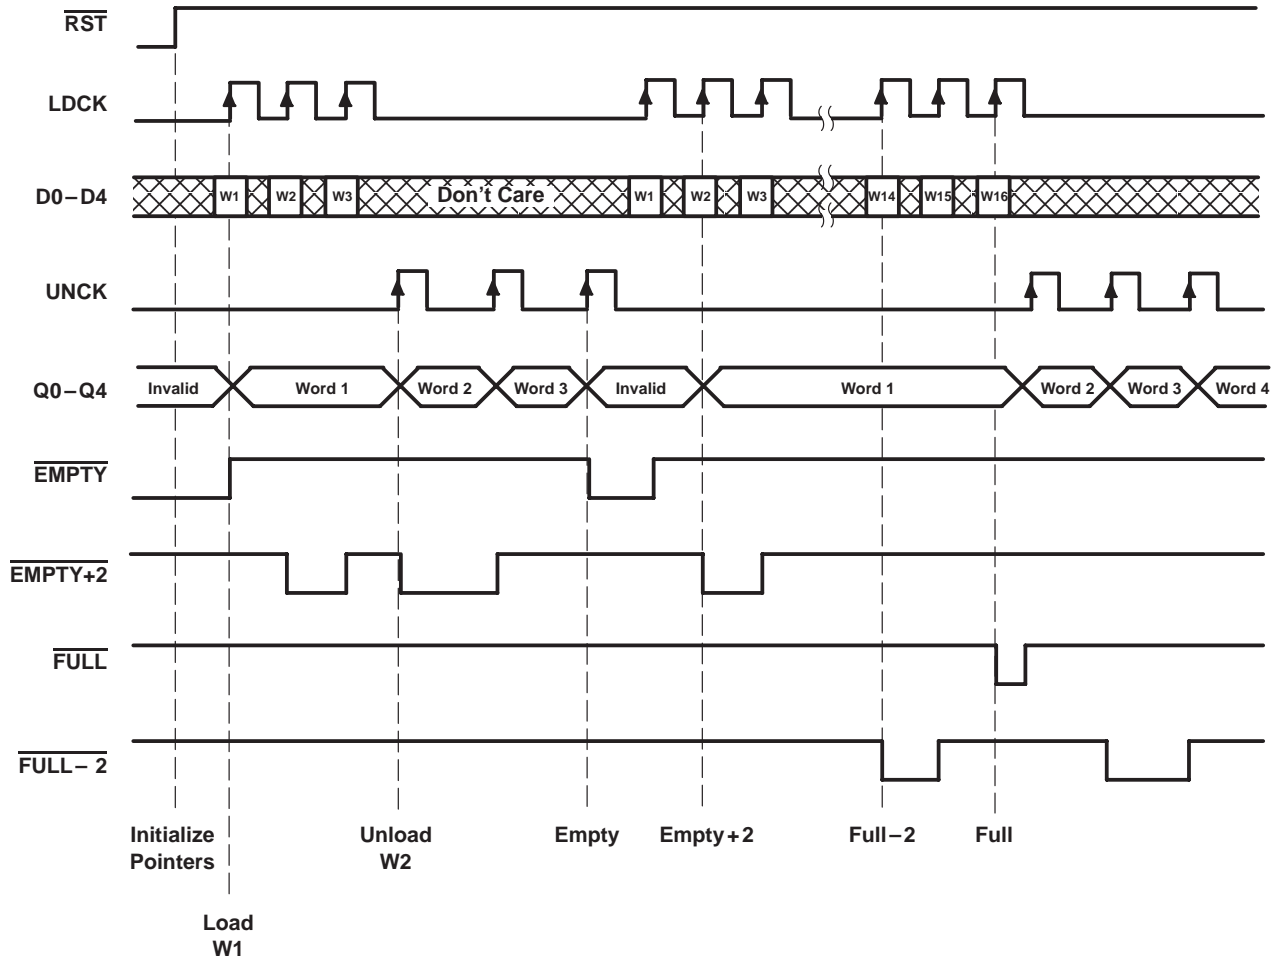 RST
LDCK
D0–D4
W1 W2 W3 Don't Care W1 W2 W3 W14 W15 W16
UNCK
Q0–Q4
Invalid Word 1 Word 2 Word 3 Invalid Word 1 Word 2 Word 3 Word 4
EMPTY
EMPTY+2
FULL
FULL–2
Initialize
Pointers
Load
W1
Unload
W2
Empty
Empty+2
Full–2
Full